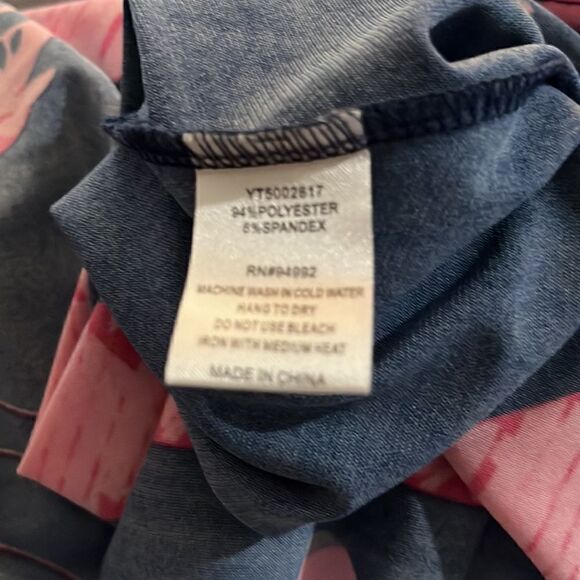 YT5002617
94%POLYESTER
6%SPANDEX
RN#94992
MACHINE WASH IN COLD WATER
HANG TO DRY
DO NOT USE BLEACH
IRON WITH MEDIUM HEAT
MADE IN CHINA